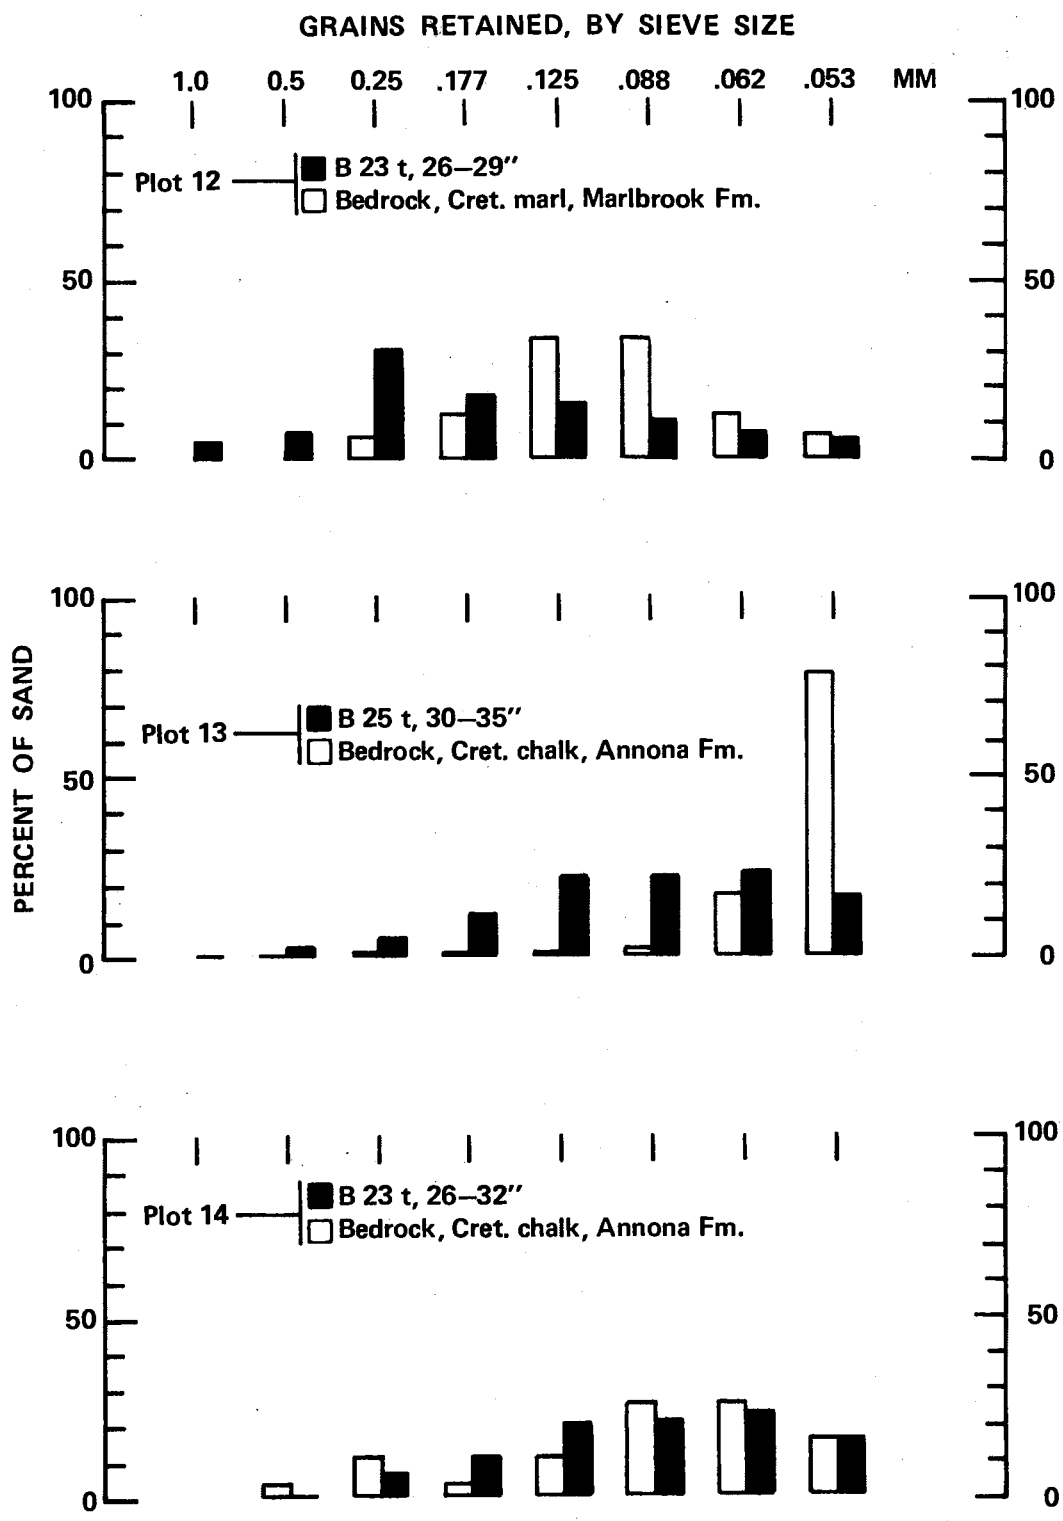 GRAINS RETAINED, BY SIEVE SIZE
1.0 0.5 0.25 .177 .125 .088 .062 .053 MM
100 100
Plot 12
B 23 t, 26–29″
Bedrock, Cret. marl, Marlbrook Fm.
50 50
0 0
PERCENT OF SAND
100 100
Plot 13
B 25 t, 30–35″
Bedrock, Cret. chalk, Annona Fm.
50 50
0 0
100 100
Plot 14
B 23 t, 26–32″
Bedrock, Cret. chalk, Annona Fm.
50 50
0 0